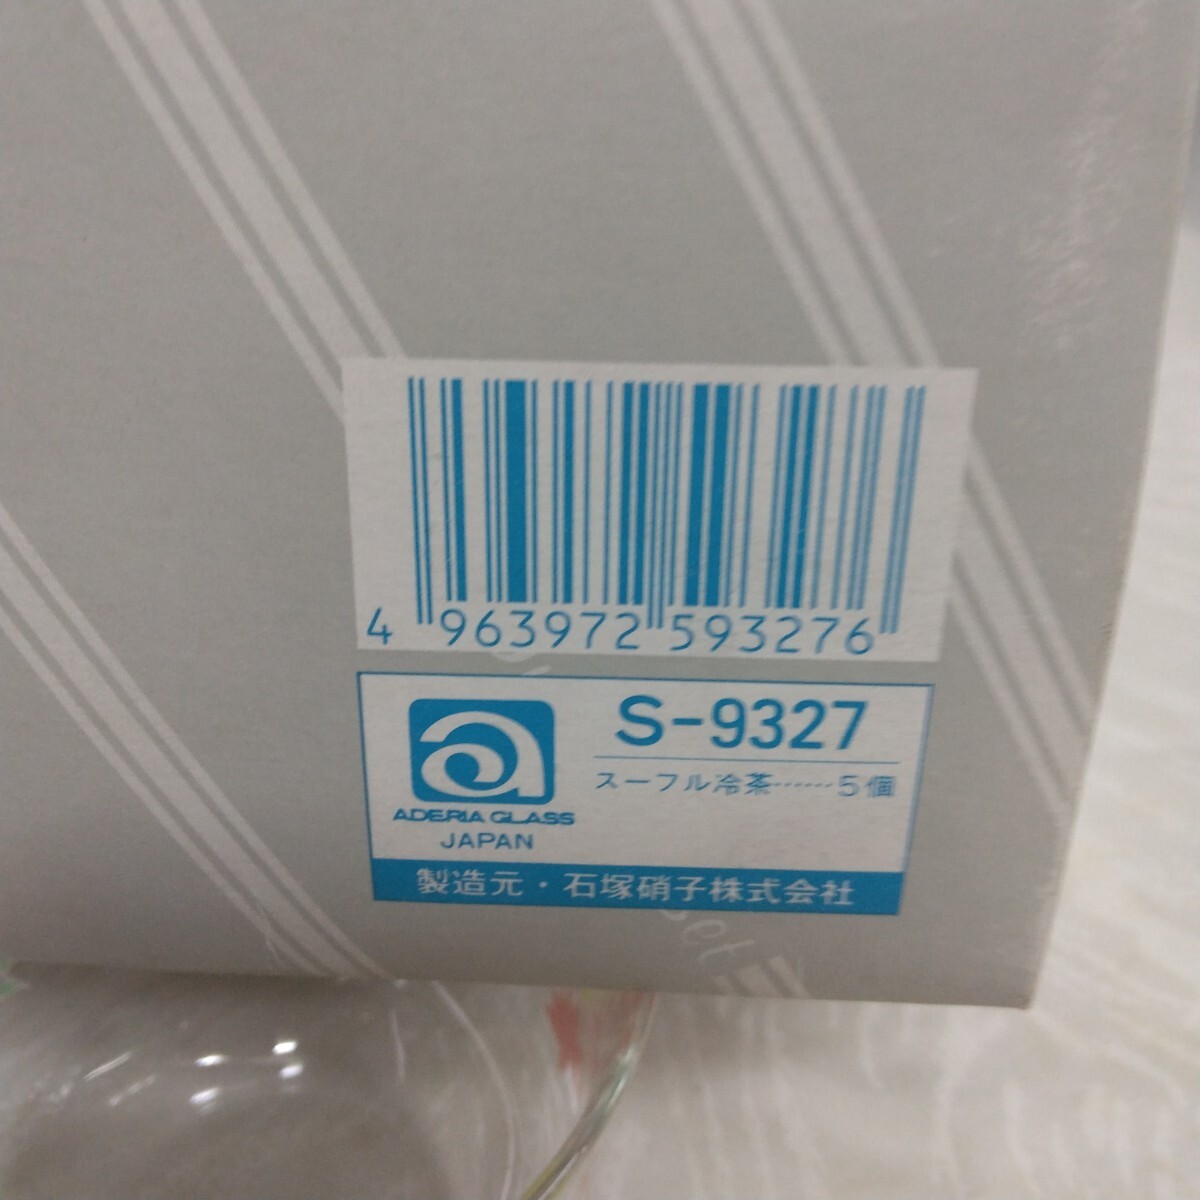 4 963972 593276
S-9327
スーフル冷茶……5個
ADERIA GLASS
JAPAN
製造元・石塚硝子株式会社
set